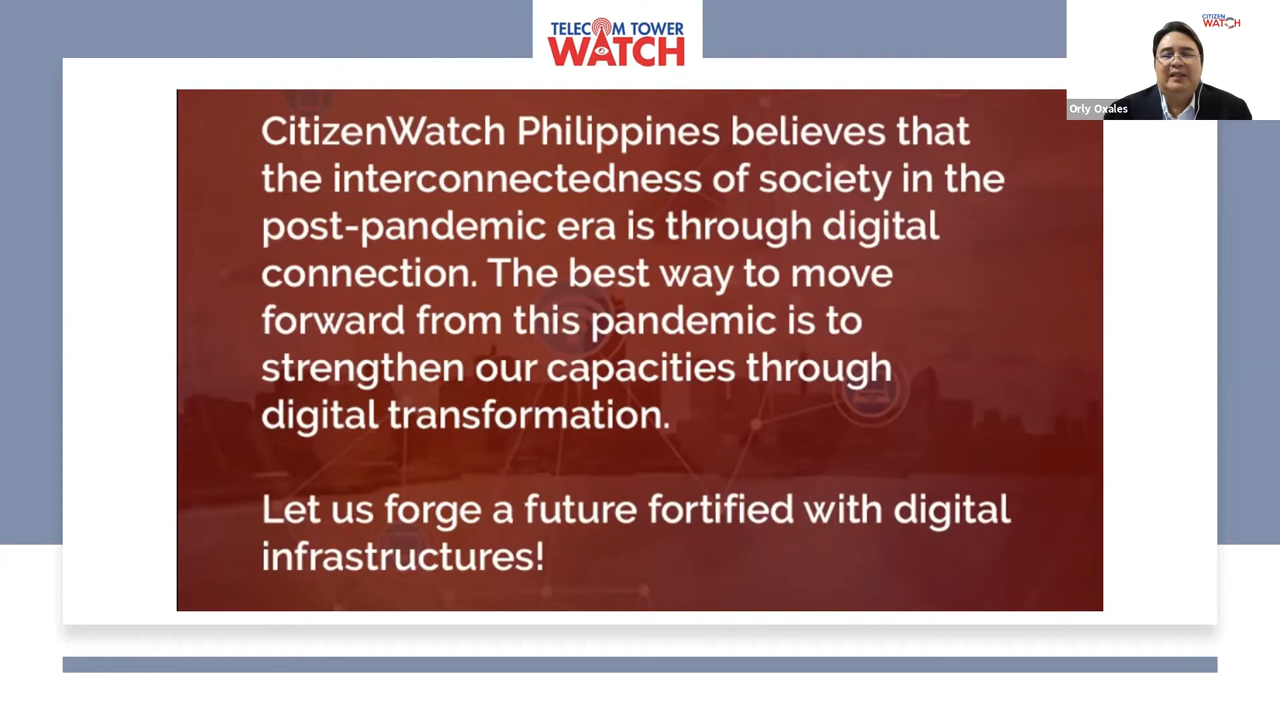 TELECOM TOWER
WATCH
CITIZEN
WATCH
Orly Oxales
CitizenWatch Philippines believes that
the interconnectedness of society in the
post-pandemic era is through digital
connection. The best way to move
forward from this pandemic is to
strengthen our capacities through
digital transformation.
Let us forge a future fortified with digital
infrastructures!